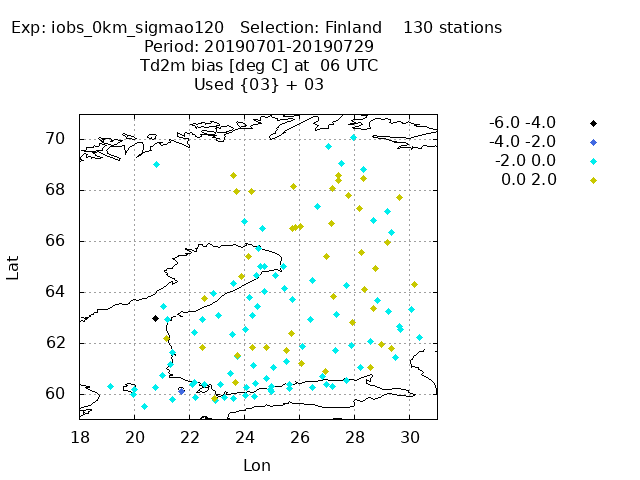 Exp: iobs_0km_sigmao120 Selection: Finland 130 stations
Period: 20190701-20190729
Td2m bias [deg C] at 06 UTC
Used {03} + 03
-6.0 -4.0
-4.0 -2.0
-2.0 0.0
0.0 2.0
70
68
66
64
62
60
Lat
18 20 22 24 26 28 30
Lon